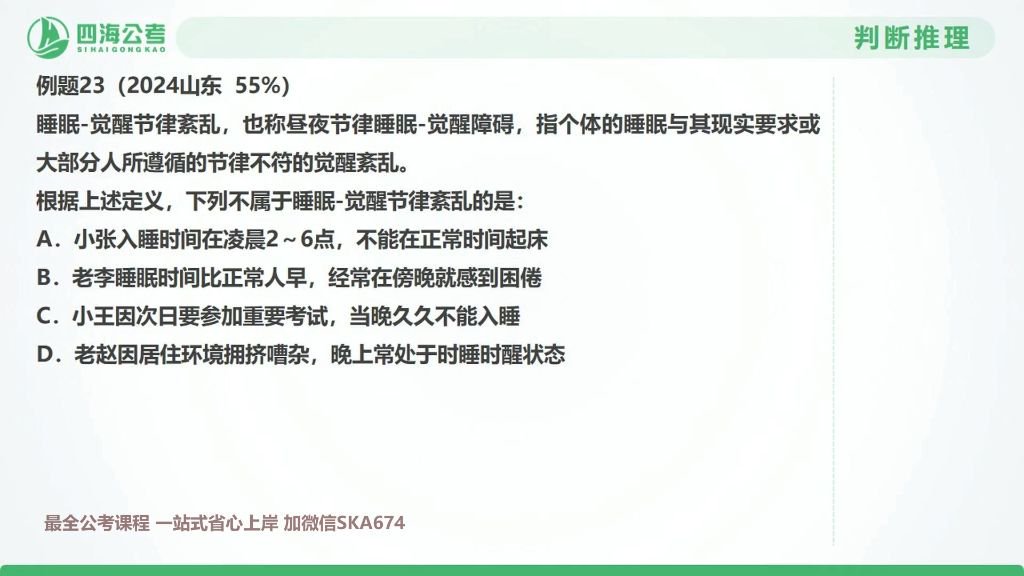 四海公考
SIHAIGONGKAO
判断推理
例题23（2024山东 55%）
睡眠-觉醒节律紊乱，也称昼夜节律睡眠-觉醒障碍，指个体的睡眠与其现实要求或
大部分人所遵循的节律不符的觉醒紊乱。
根据上述定义，下列不属于睡眠-觉醒节律紊乱的是：
A．小张入睡时间在凌晨2～6点，不能在正常时间起床
B．老李睡眠时间比正常人早，经常在傍晚就感到困倦
C．小王因次日要参加重要考试，当晚久久不能入睡
D．老赵因居住环境拥挤嘈杂，晚上常处于时睡时醒状态
最全公考课程 一站式省心上岸 加微信SKA674